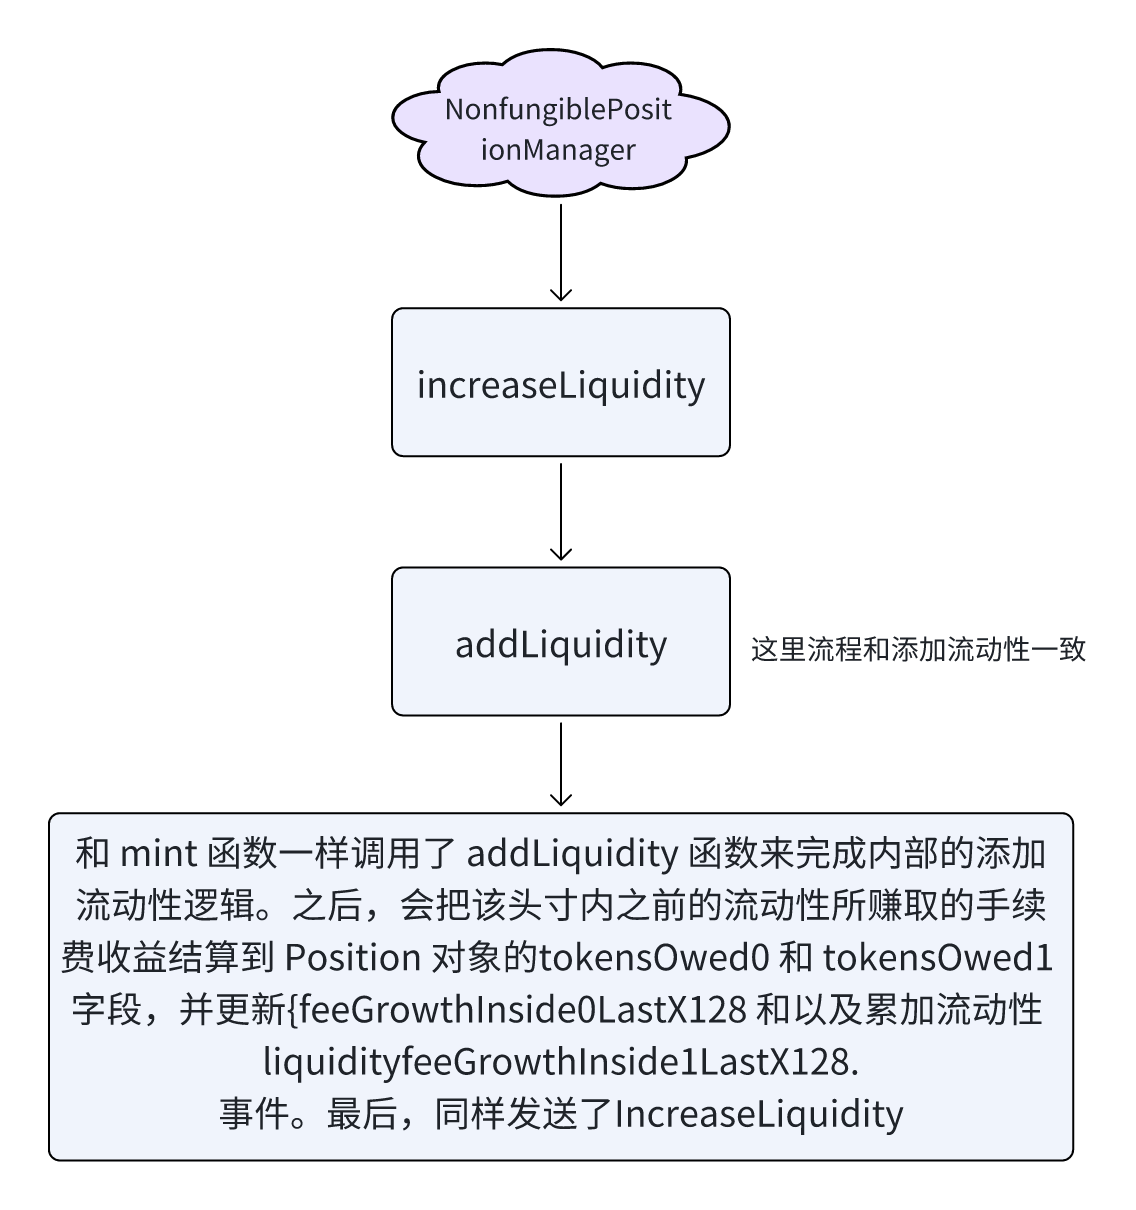 NonfungiblePosit
ionManager
increaseLiquidity
addLiquidity
这里流程和添加流动性一致
和 mint 函数一样调用了 addLiquidity 函数来完成内部的添加
流动性逻辑。之后，会把该头寸内之前的流动性所赚取的手续
费收益结算到 Position 对象的tokensOwed0 和 tokensOwed1
字段，并更新{feeGrowthInside0LastX128 和以及累加流动性
liquidityfeeGrowthInside1LastX128.
事件。最后，同样发送了IncreaseLiquidity